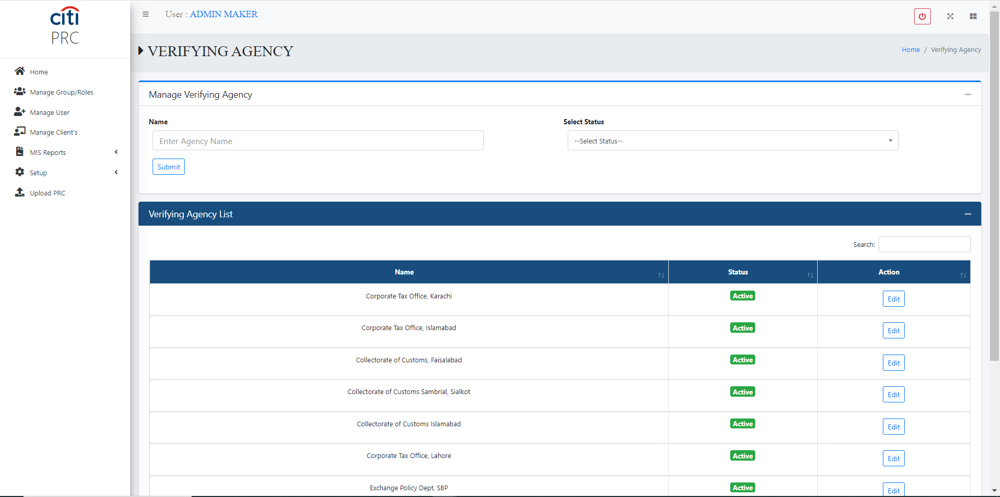 citi
PRC
Home
Manage Group/Roles
Manage User
Manage Client's
MIS Reports
Setup
Upload PRC
User : ADMIN MAKER
VERIFYING AGENCY
Home / Verifying Agency
Manage Verifying Agency
Name
Select Status
Enter Agency Name
--Select Status--
Submit
Verifying Agency List
Search:
Name Status Action
Corporate Tax Office, Karachi Active Edit
Corporate Tax Office, Islamabad Active Edit
Collectorate of Customs, Faisalabad Active Edit
Collectorate of Customs Sambrial, Sialkot Active Edit
Collectorate of Customs Islamabad Active Edit
Corporate Tax Office, Lahore Active Edit
Exchange Policy Dept. SBP Active Edit